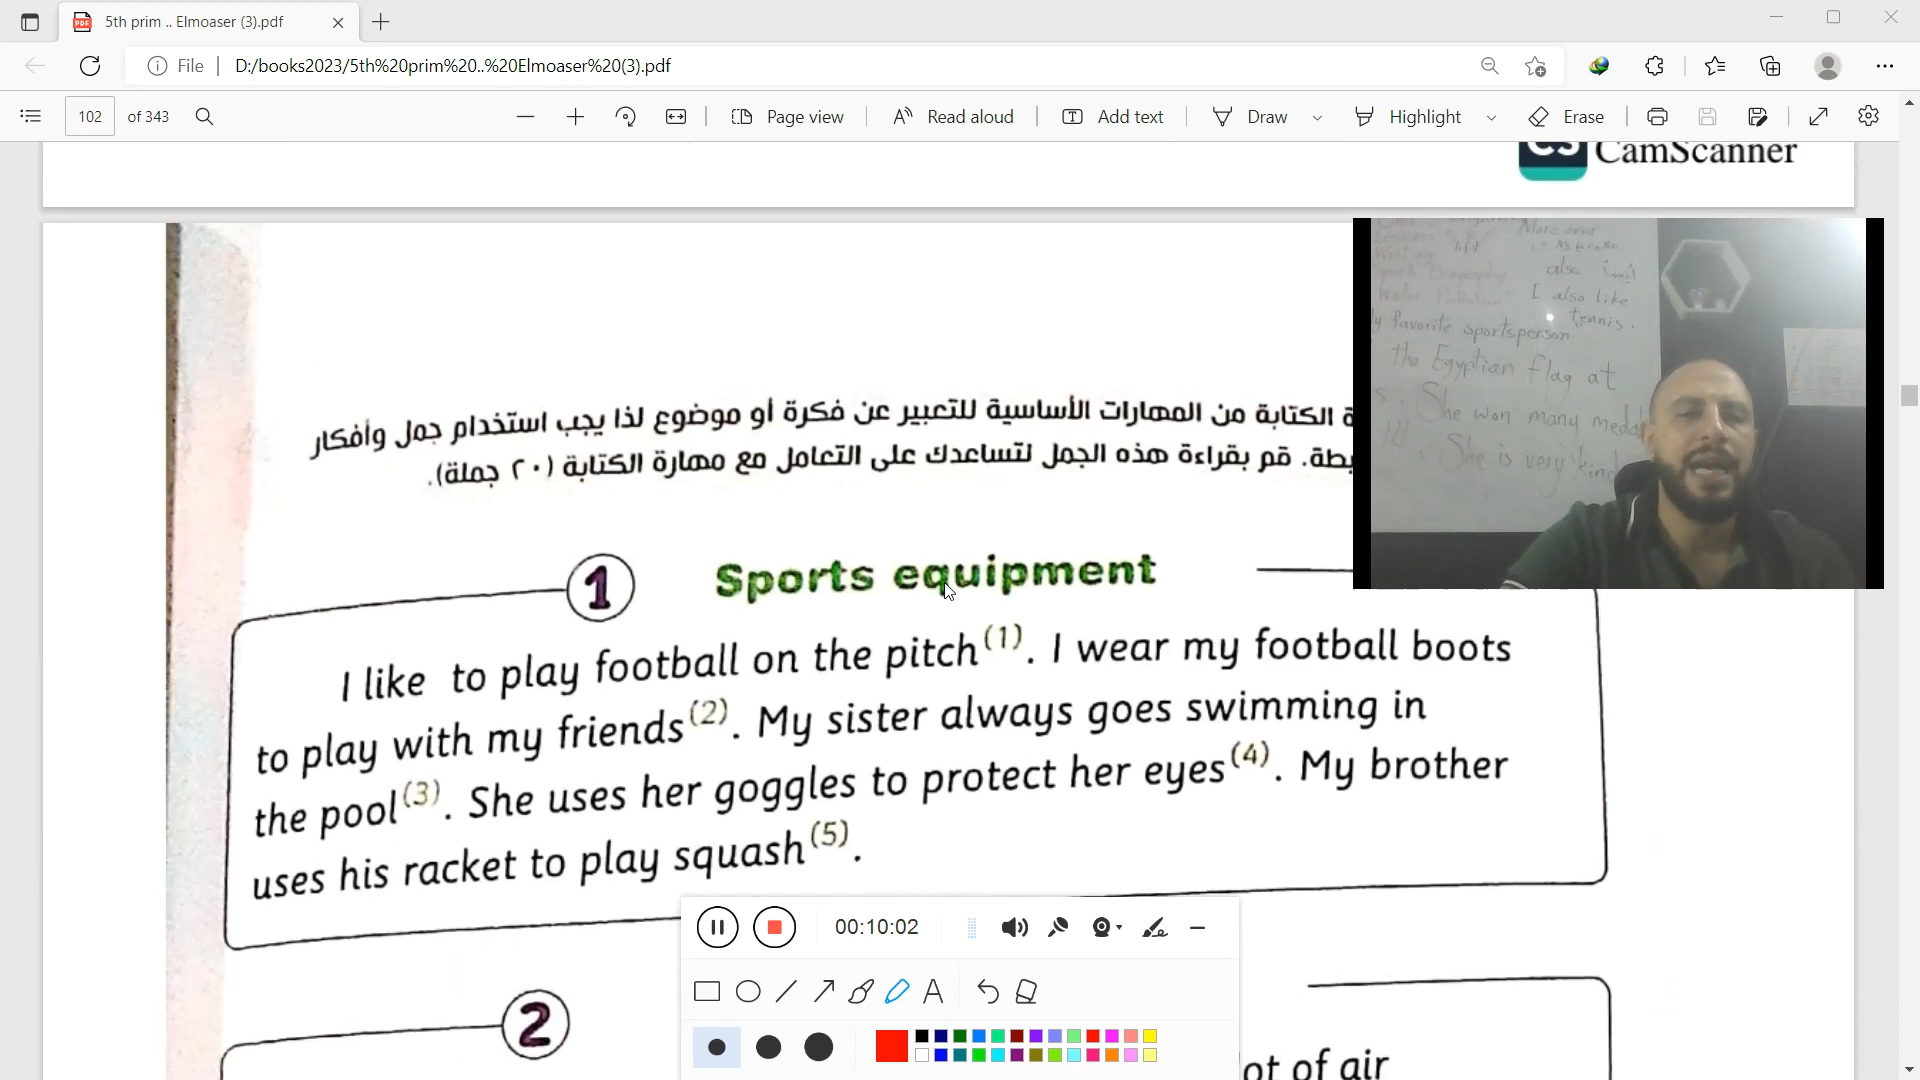 5th prim .. Elmoaser (3).pdf
File
D:/books2023/5th%20prim%20..%20Elmoaser%20(3).pdf
102 of 343
Page view
Read aloud
Add text
Draw
Highlight
Erase
CS CamScanner
ة الكتابة من المهارات الأساسية للتعبير عن فكرة أو موضوع لذا يجب استخدام جمل وأفكار
بطة. قم بقراءة هذه الجمل لتساعدك على التعامل مع مهارة الكتابة (٢٠ جملة).
More over
also أيضا
I also like
tennis.
favorite sportsperson
the Egyptian flag at
She won many
She is very kind
1 Sports equipment
I like to play football on the pitch(1). I wear my football boots
to play with my friends(2). My sister always goes swimming in
the pool(3). She uses her goggles to protect her eyes(4). My brother
uses his racket to play squash(5).
00:10:02
A
2
ot of air